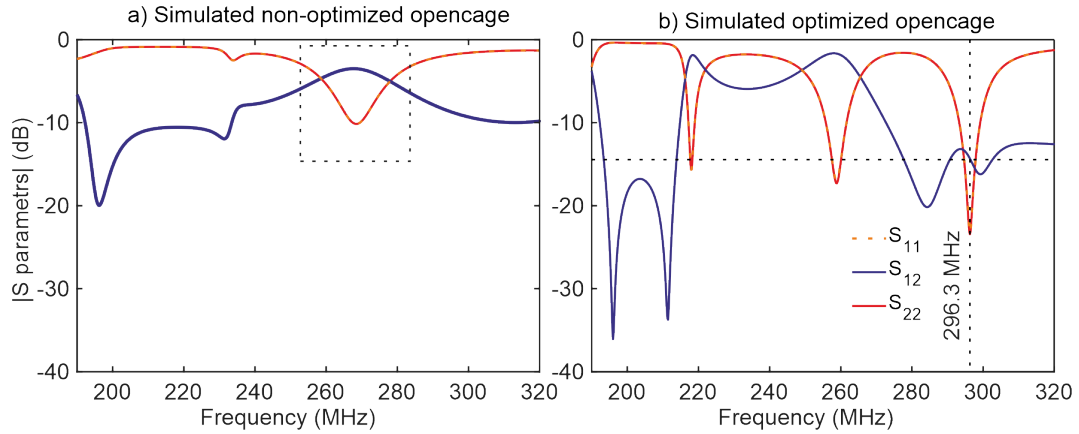 a) Simulated non-optimized opencage
b) Simulated optimized opencage
|S parametrs| (dB)
0
-10
-20
-30
-40
200
220
240
260
280
300
320
Frequency (MHz)
0
-10
-20
-30
-40
200
220
240
260
280
300
320
Frequency (MHz)
S11
S12
S22
296.3 MHz